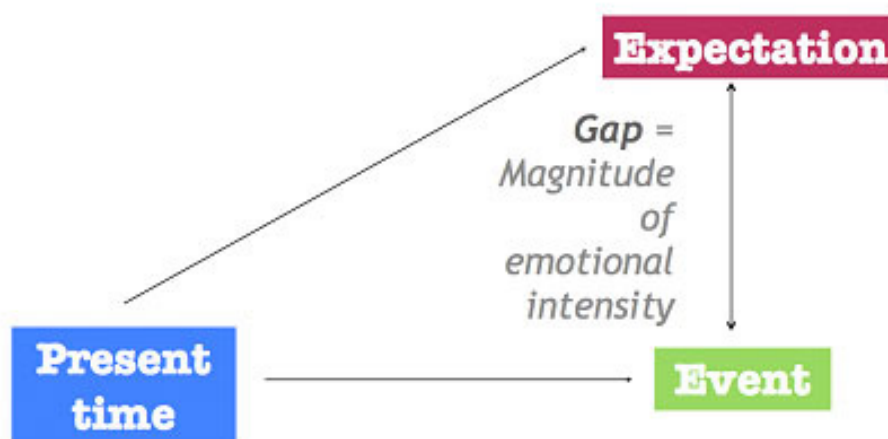 Expectation
Gap =
Magnitude
of
emotional
intensity
Present
time
Event